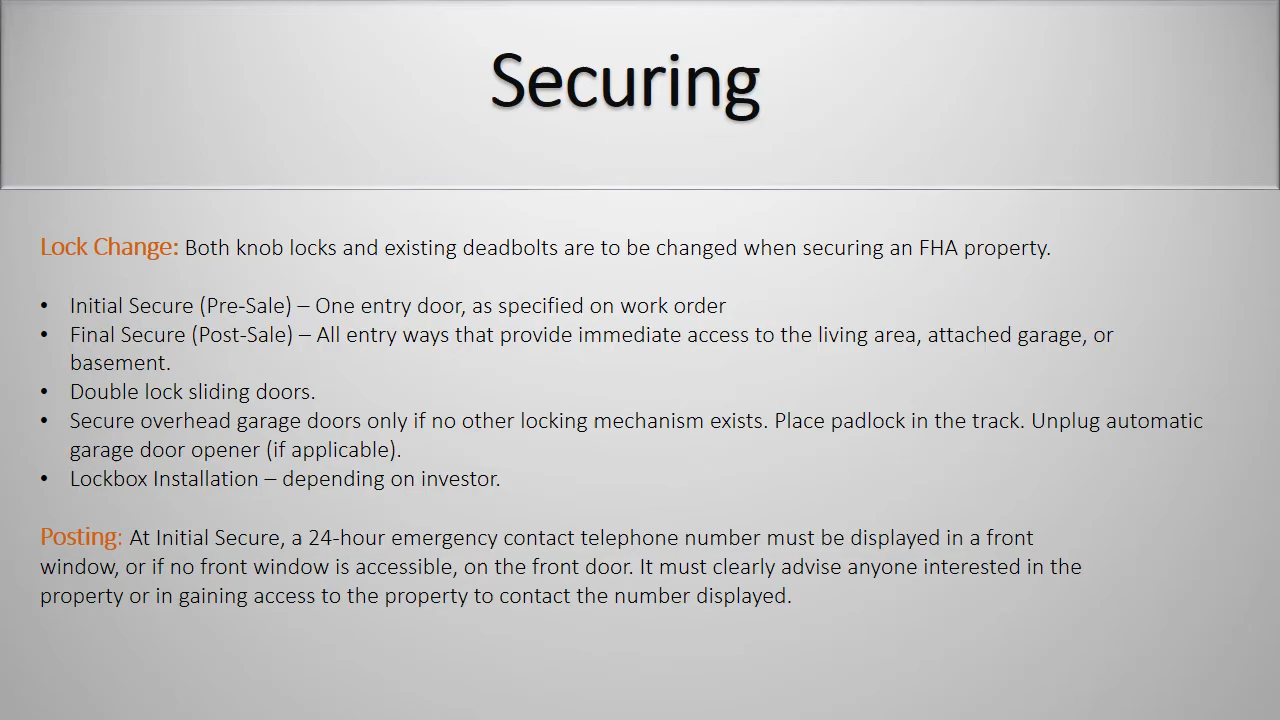 Securing
Lock Change: Both knob locks and existing deadbolts are to be changed when securing an FHA property.
• Initial Secure (Pre-Sale) – One entry door, as specified on work order
• Final Secure (Post-Sale) – All entry ways that provide immediate access to the living area, attached garage, or
basement.
• Double lock sliding doors.
• Secure overhead garage doors only if no other locking mechanism exists. Place padlock in the track. Unplug automatic
garage door opener (if applicable).
• Lockbox Installation – depending on investor.
Posting: At Initial Secure, a 24-hour emergency contact telephone number must be displayed in a front
window, or if no front window is accessible, on the front door. It must clearly advise anyone interested in the
property or in gaining access to the property to contact the number displayed.